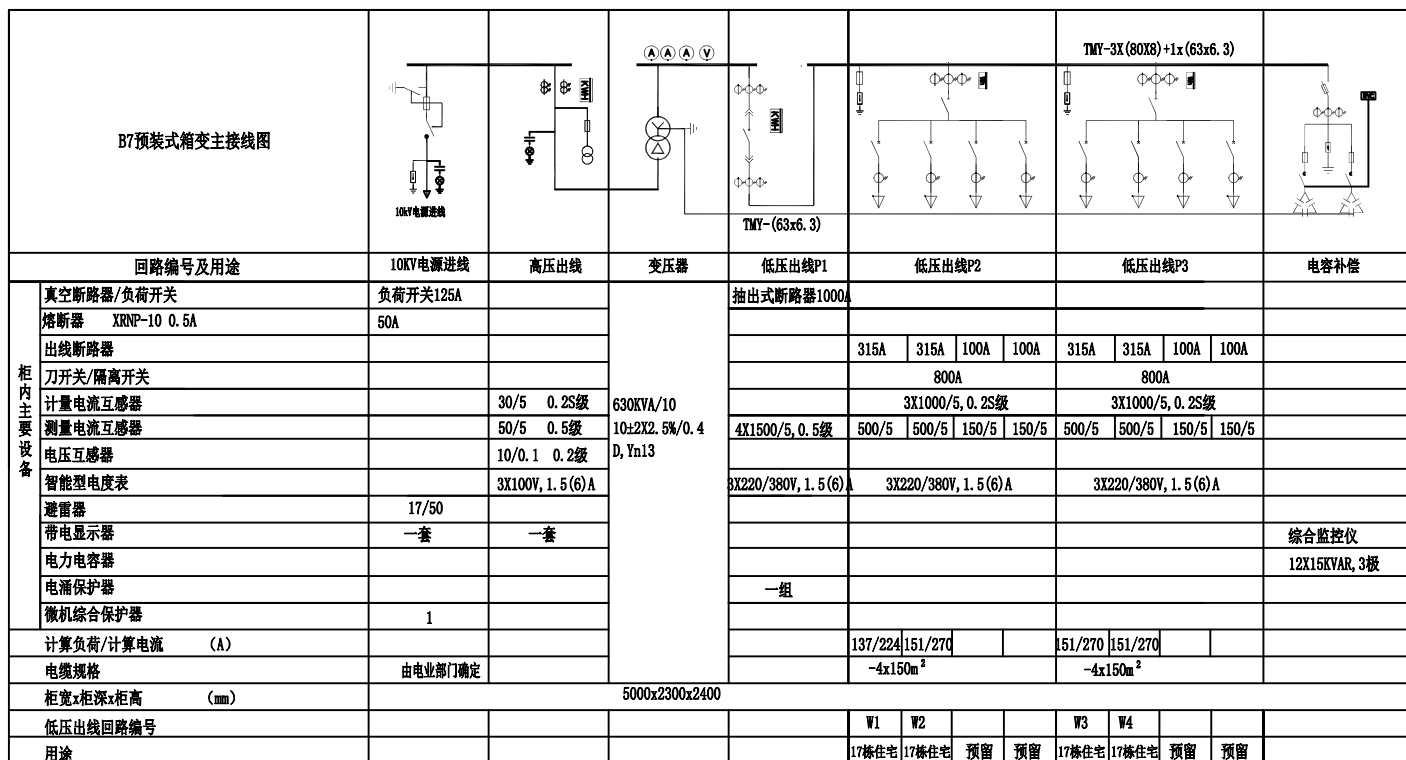 TMY-3X(80X8)+1x(63x6.3)
A A A V
KWH
KWH
B7预装式箱变主接线图
10kV电源进线
TMY-(63x6.3)
回路编号及用途 10KV电源进线 高压出线 变压器 低压出线P1 低压出线P2 低压出线P3 电容补偿
柜内主要设备
真空断路器/负荷开关 负荷开关125A 抽出式断路器1000A
熔断器 XRNP-10 0.5A 50A
出线断路器 315A 315A 100A 100A 315A 315A 100A 100A
刀开关/隔离开关 800A 800A
计量电流互感器 30/5 0.2S级 630KVA/10 3X1000/5,0.2S级 3X1000/5,0.2S级
测量电流互感器 50/5 0.5级 10±2X2.5%/0.4 4X1500/5,0.5级 500/5 500/5 150/5 150/5 500/5 500/5 150/5 150/5
电压互感器 10/0.1 0.2级 D,Yn13
智能型电度表 3X100V,1.5(6)A 3X220/380V,1.5(6)A 3X220/380V,1.5(6)A 3X220/380V,1.5(6)A
避雷器 17/50
带电显示器 一套 一套 综合监控仪
电力电容器 12X15KVAR,3极
电涌保护器 一组
微机综合保护器 1
计算负荷/计算电流 (A) 137/224 151/270 151/270 151/270
电缆规格 由电业部门确定 -4x150m² -4x150m²
柜宽x柜深x柜高 (mm) 5000x2300x2400
低压出线回路编号 W1 W2 W3 W4
用途 17栋住宅 17栋住宅 预留 预留 17栋住宅 17栋住宅 预留 预留